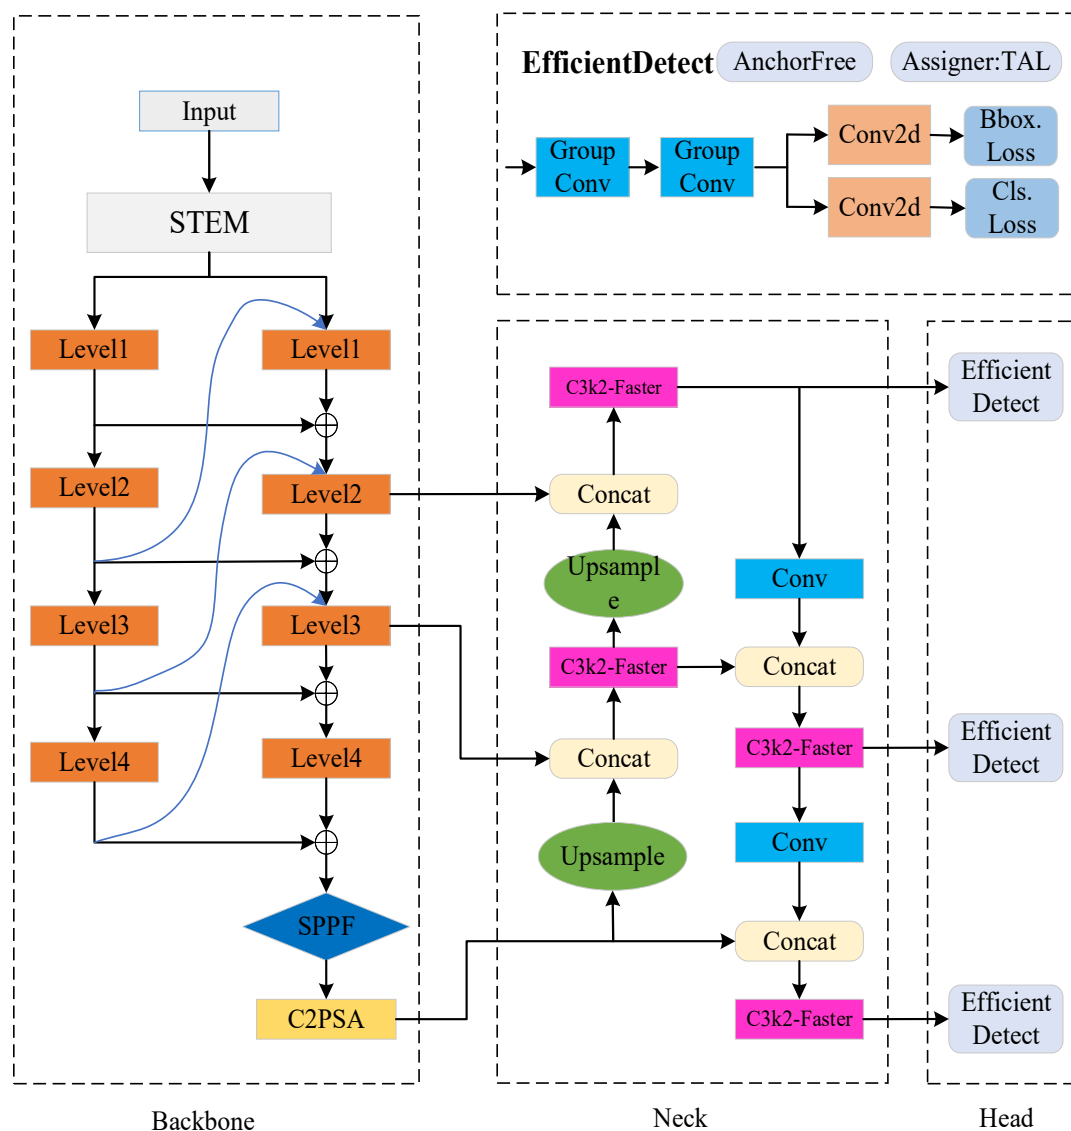 Input
STEM
Level1
Level1
Level2
Level2
Level3
Level3
Level4
Level4
SPPF
C2PSA
Backbone
EfficientDetect
AnchorFree
Assigner:TAL
Group
Conv
Group
Conv
Conv2d
Bbox.
Loss
Conv2d
Cls.
Loss
C3k2-Faster
Concat
Upsampl
e
C3k2-Faster
Concat
Upsample
Conv
Concat
C3k2-Faster
Conv
Concat
C3k2-Faster
Neck
Efficient
Detect
Efficient
Detect
Efficient
Detect
Head